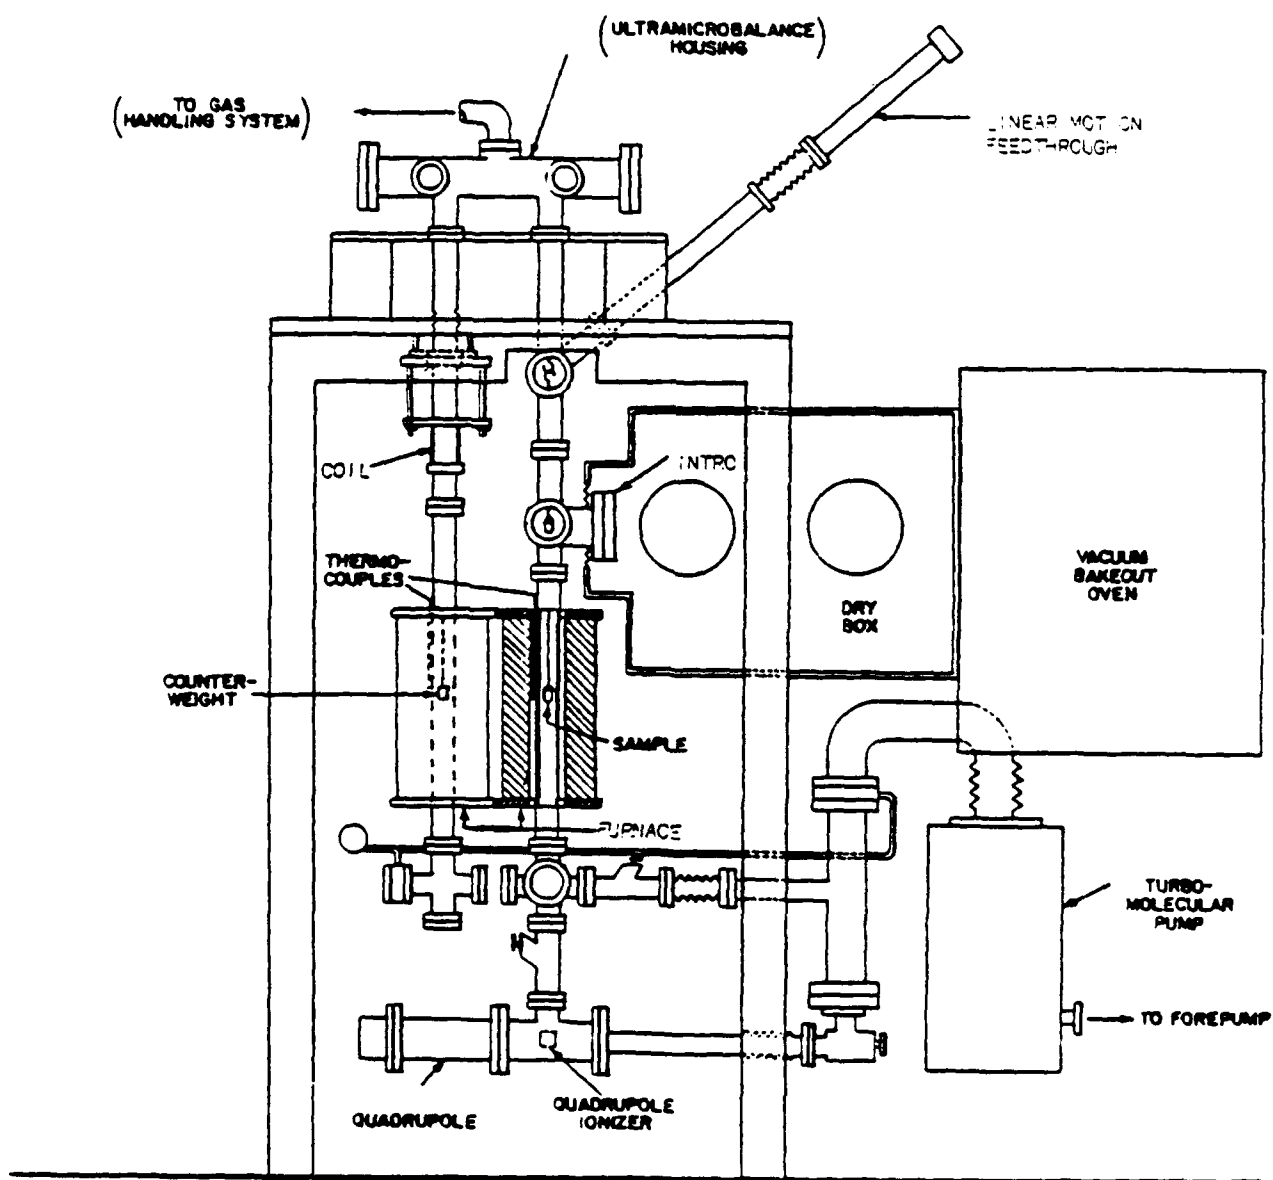 (ULTRAMICROBALANCE
HOUSING)
(TO GAS
HANDLING SYSTEM)
LINEAR MOTION
FEEDTHROUGH
COIL
INTRO
THERMO-
COUPLES
VACUUM
BAKEOUT
OVEN
DRY
BOX
COUNTER-
WEIGHT
SAMPLE
FURNACE
TURBO-
MOLECULAR
PUMP
TO FOREPUMP
QUADRUPOLE
QUADRUPOLE
IONIZER